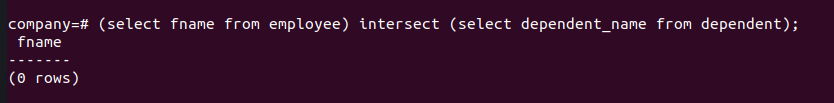 company=# (select fname from employee) intersect (select dependent_name from dependent);
 fname
-------
(0 rows)